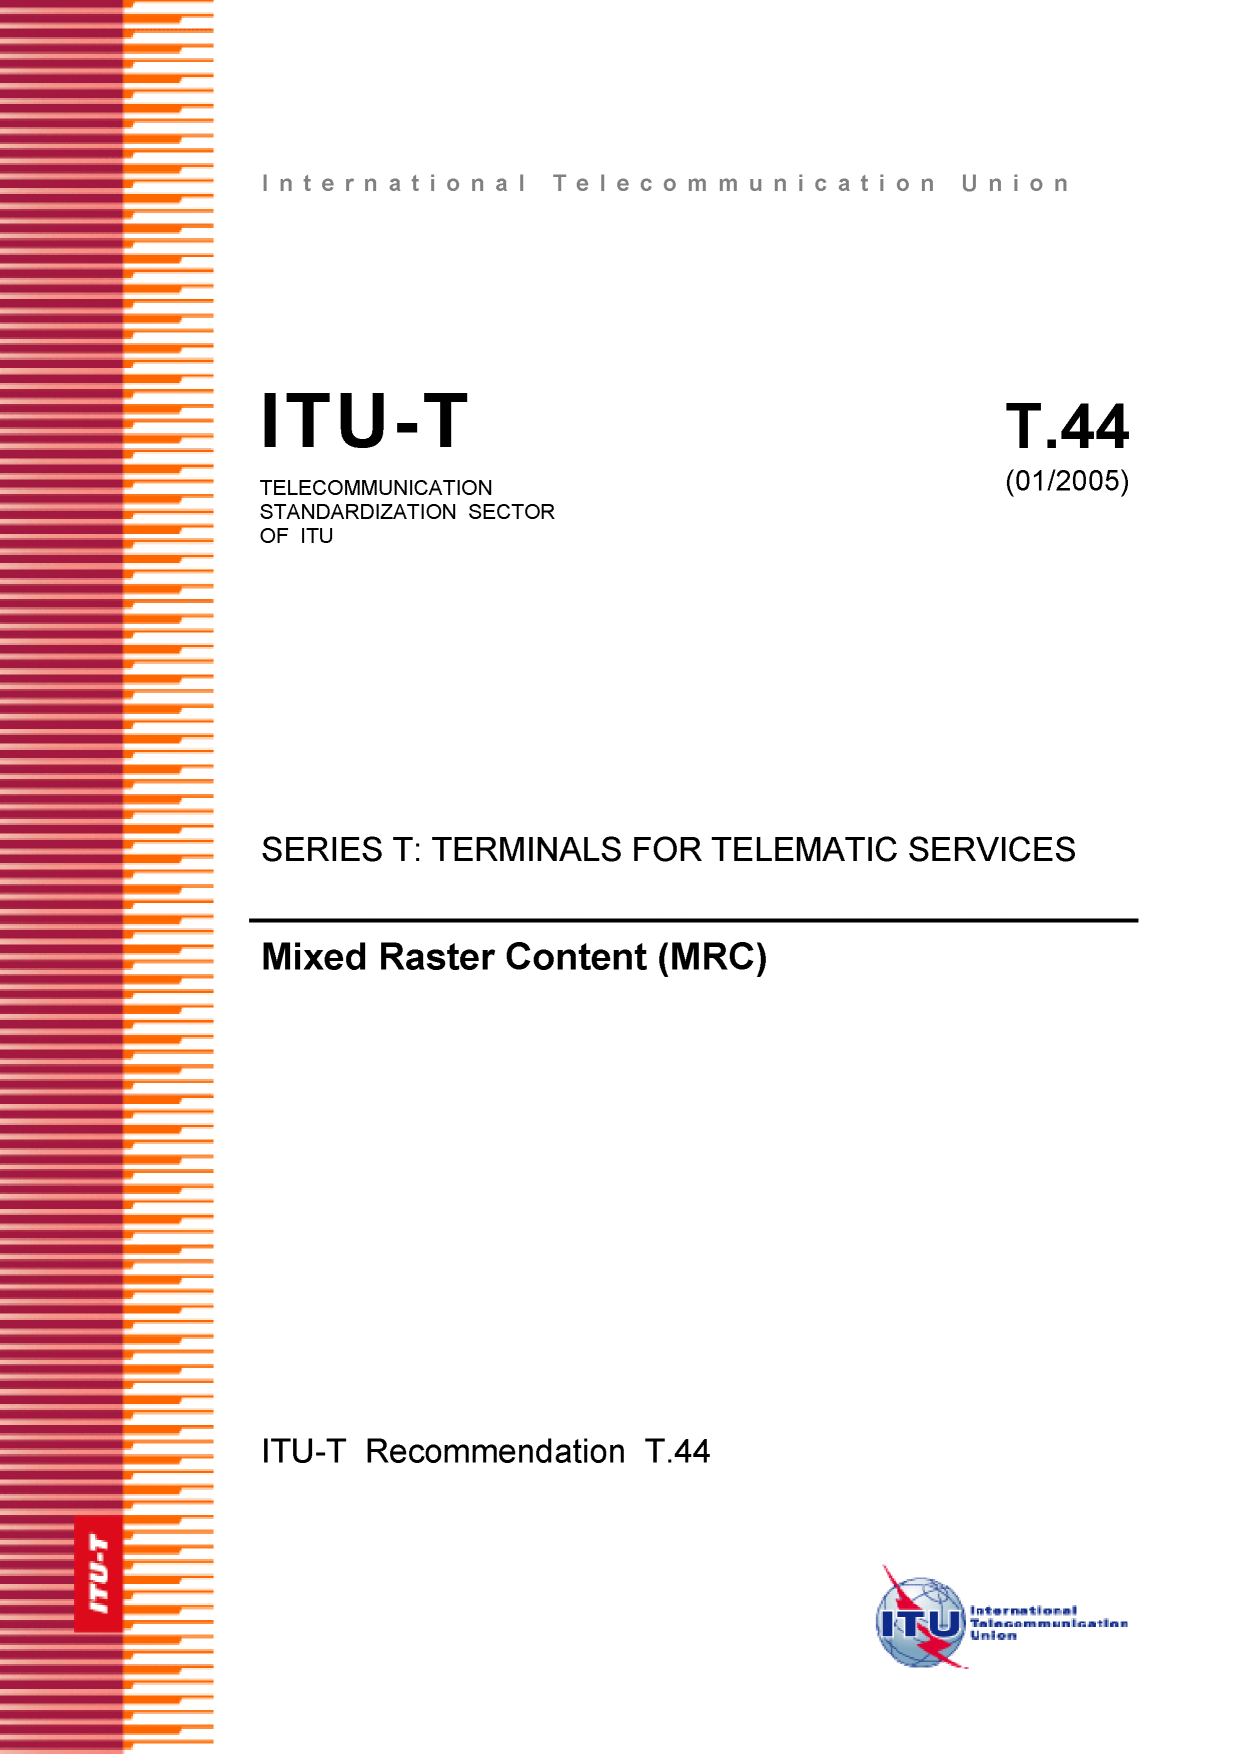 International Telecommunication Union
ITU-T
T.44
(01/2005)
TELECOMMUNICATION
STANDARDIZATION SECTOR
OF ITU
SERIES T: TERMINALS FOR TELEMATIC SERVICES
Mixed Raster Content (MRC)
ITU-T Recommendation T.44
ITU-T
ITU
International
Telecommunication
Union